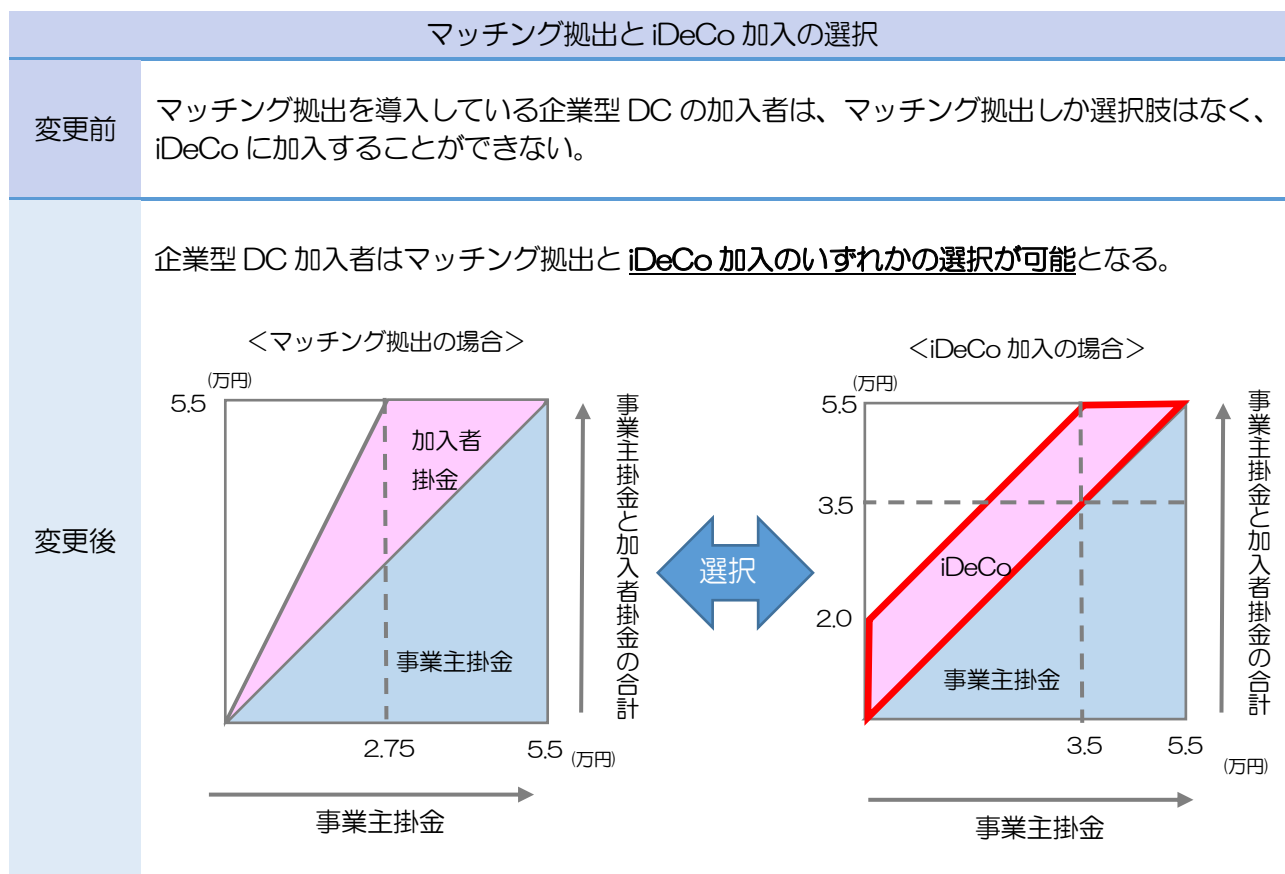 マッチング拠出と iDeCo 加入の選択
変更前
マッチング拠出を導入している企業型 DC の加入者は、マッチング拠出しか選択肢はなく、
iDeCo に加入することができない。
変更後
企業型 DC 加入者はマッチング拠出と iDeCo 加入のいずれかの選択が可能となる。
＜マッチング拠出の場合＞
(万円)
5.5
加入者
掛金
事業主掛金
2.75
5.5
(万円)
事業主掛金
事業主掛金と加入者掛金の合計
選択
＜iDeCo 加入の場合＞
(万円)
5.5
3.5
2.0
iDeCo
事業主掛金
3.5
5.5
(万円)
事業主掛金
事業主掛金と加入者掛金の合計